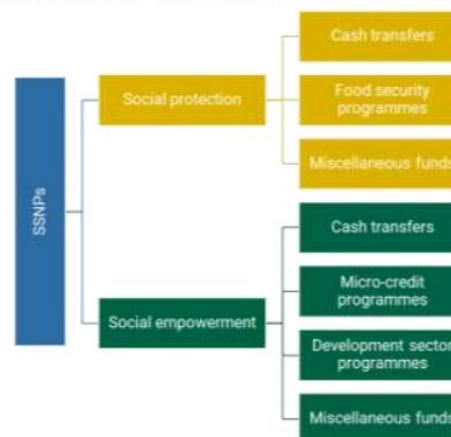 SSNPs
Social protection
Cash transfers
Food security
programmes
Miscellaneous funds
Social empowerment
Cash transfers
Micro-credit
programmes
Development sector
programmes
Miscellaneous funds